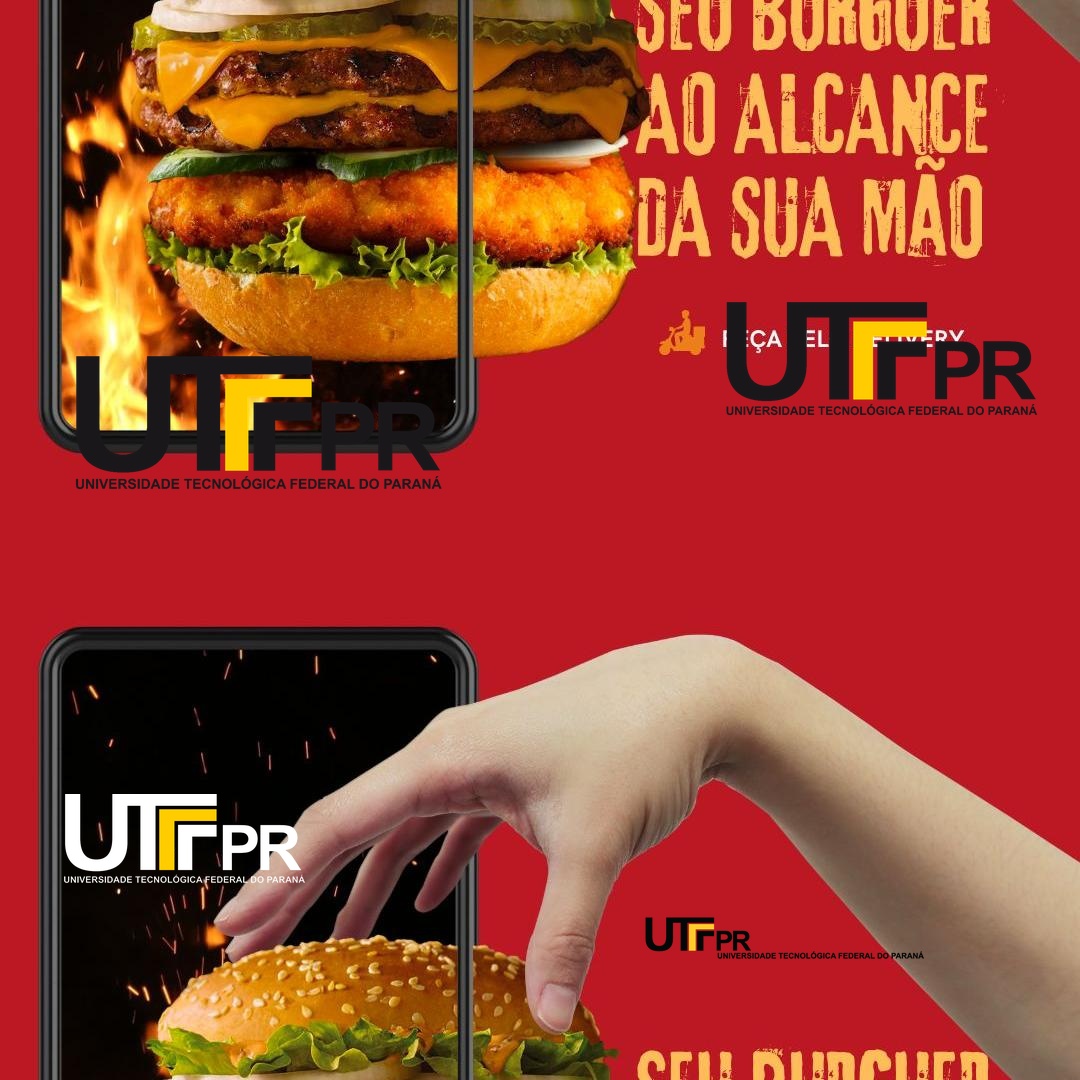 SEU BURGUER
AO ALCANCE
DA SUA MÃO
UTFPR
UNIVERSIDADE TECNOLÓGICA FEDERAL DO PARANÁ
UTFPR
UNIVERSIDADE TECNOLÓGICA FEDERAL DO PARANÁ
UTFPR
UNIVERSIDADE TECNOLÓGICA FEDERAL DO PARANÁ
UTFPR
UNIVERSIDADE TECNOLÓGICA FEDERAL DO PARANÁ
SEU BURGUER